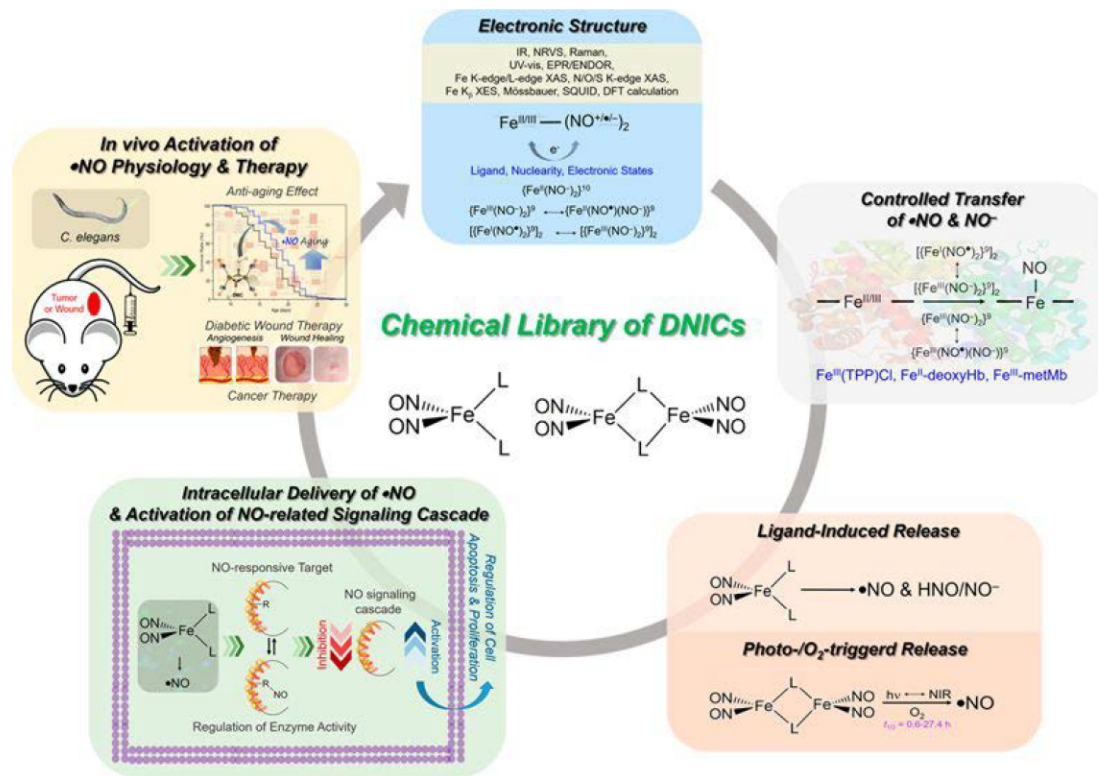 Electronic Structure
IR, NRVS, Raman,
UV-vis, EPR/ENDOR,
Fe K-edge/L-edge XAS, N/O/S K-edge XAS,
Fe Kβ XES, Mössbauer, SQUID, DFT calculation
Feᴵᴵ/ᴵᴵᴵ — (NO⁺/•/–)₂
e⁻
Ligand, Nuclearity, Electronic States
{Feᴵᴵ(NO⁻)₂}¹⁰
{Feᴵᴵᴵ(NO⁻)₂}⁹ ⟷ {Feᴵᴵ(NO•)(NO⁻)}⁹
[{Feᴵ(NO•)₂}⁹]₂ ⟷ [{Feᴵᴵᴵ(NO⁻)₂}⁹]₂
Controlled Transfer
of •NO & NO⁻
[{Feᴵ(NO•)₂}⁹]₂
[{Feᴵᴵᴵ(NO⁻)₂}⁹]₂
{Feᴵᴵᴵ(NO⁻)₂}⁹
{Feᴵᴵᴵ(NO•)(NO⁻)}⁹
Feᴵᴵ/ᴵᴵᴵ
NO
Fe
Feᴵᴵᴵ(TPP)Cl, Feᴵᴵ-deoxyHb, Feᴵᴵᴵ-metMb
Ligand-Induced Release
ON
ON
Fe
L
L
•NO & HNO/NO⁻
Photo-/O₂-triggerd Release
ON
ON
Fe
L
L
Fe
NO
NO
hν ⟷ NIR
O₂
t₁/₂ = 0.6-27.4 h
•NO
Intracellular Delivery of •NO
& Activation of NO-related Signaling Cascade
NO-responsive Target
R
ON
ON
Fe
L
L
•NO
R
NO
Regulation of Enzyme Activity
Inhibition
NO signaling
cascade
Activation
Regulation of Cell
Apoptosis & Proliferation
In vivo Activation of
•NO Physiology & Therapy
C. elegans
Anti-aging Effect
•NO Aging
Tumor
or Wound
Diabetic Wound Therapy
Angiogenesis Wound Healing
Cancer Therapy
Chemical Library of DNICs
ON
ON
Fe
L
L
ON
ON
Fe
L
L
Fe
NO
NO